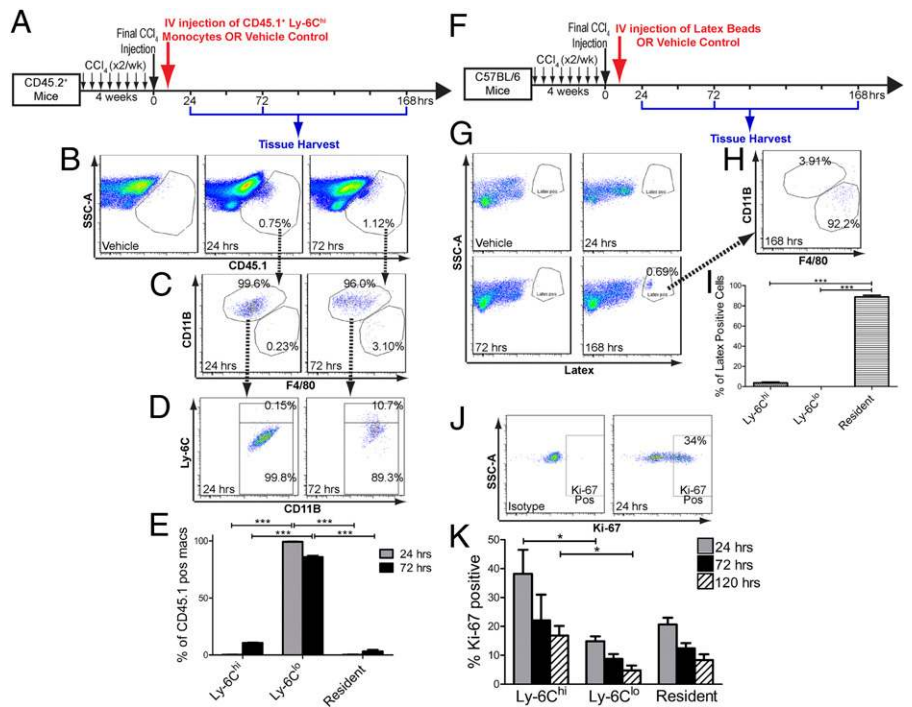 A
IV injection of CD45.1⁺ Ly-6Cʰⁱ
Monocytes OR Vehicle Control
Final CCl₄
Injection
CCl₄ (x2/wk)
CD45.2⁺
Mice
4 weeks
0
24
72
168 hrs
Tissue Harvest
F
IV injection of Latex Beads
OR Vehicle Control
Final CCl₄
Injection
CCl₄ (x2/wk)
C57BL/6
Mice
4 weeks
0
24
72
168 hrs
Tissue Harvest
B
SSC-A
Vehicle
0.75%
24 hrs
1.12%
72 hrs
CD45.1
C
CD11B
99.6%
0.23%
24 hrs
96.0%
3.10%
72 hrs
F4/80
D
Ly-6C
0.15%
99.8%
24 hrs
10.7%
89.3%
72 hrs
CD11B
E
% of CD45.1 pos macs
100
50
0
***
***
***
***
24 hrs
72 hrs
Ly-6Cʰⁱ
Ly-6Cˡᵒ
Resident
G
SSC-A
Latex pos
Vehicle
Latex pos
24 hrs
Latex pos
72 hrs
0.69%
Latex pos
168 hrs
Latex
H
CD11B
3.91%
92.2%
168 hrs
F4/80
I
% of Latex Positive Cells
100
80
60
40
20
0
***
***
Ly-6Cʰⁱ
Ly-6Cˡᵒ
Resident
J
SSC-A
Isotype
Ki-67
Pos
34%
24 hrs
Ki-67
Pos
Ki-67
K
% Ki-67 positive
50
40
30
20
10
0
*
*
24 hrs
72 hrs
120 hrs
Ly-6Cʰⁱ
Ly-6Cˡᵒ
Resident